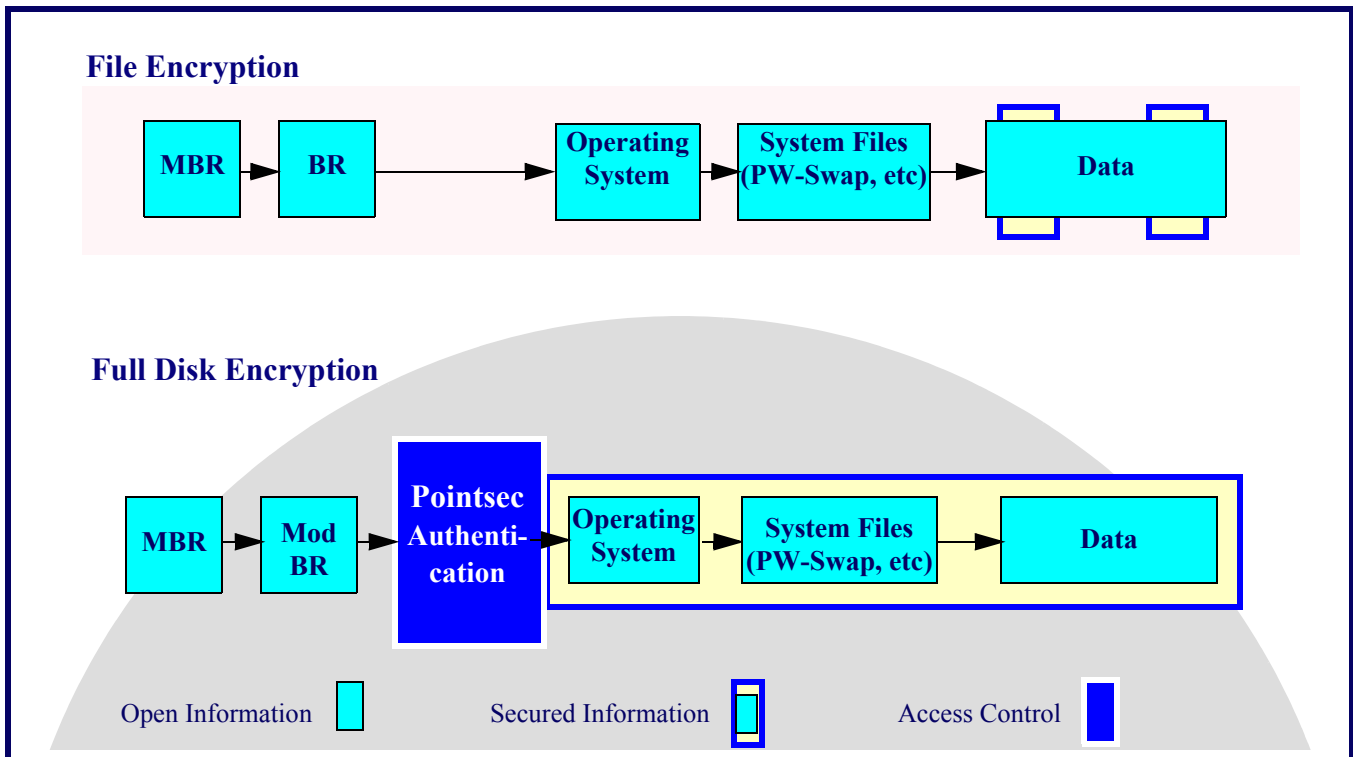 File Encryption
MBR
BR
Operating
System
System Files
(PW-Swap, etc)
Data
Full Disk Encryption
MBR
Mod
BR
Pointsec
Authenti-
cation
Operating
System
System Files
(PW-Swap, etc)
Data
Open Information
Secured Information
Access Control